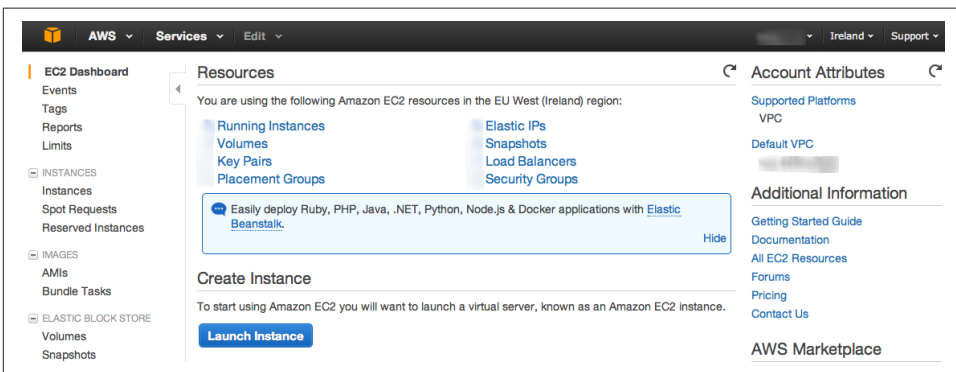 AWS Services Edit Ireland Support
EC2 Dashboard
Events
Tags
Reports
Limits
INSTANCES
Instances
Spot Requests
Reserved Instances
IMAGES
AMIs
Bundle Tasks
ELASTIC BLOCK STORE
Volumes
Snapshots
Resources
You are using the following Amazon EC2 resources in the EU West (Ireland) region:
Running Instances Elastic IPs
Volumes Snapshots
Key Pairs Load Balancers
Placement Groups Security Groups
Easily deploy Ruby, PHP, Java, .NET, Python, Node.js & Docker applications with Elastic
Beanstalk.
Hide
Create Instance
To start using Amazon EC2 you will want to launch a virtual server, known as an Amazon EC2 instance.
Launch Instance
Account Attributes
Supported Platforms
VPC
Default VPC
Additional Information
Getting Started Guide
Documentation
All EC2 Resources
Forums
Pricing
Contact Us
AWS Marketplace